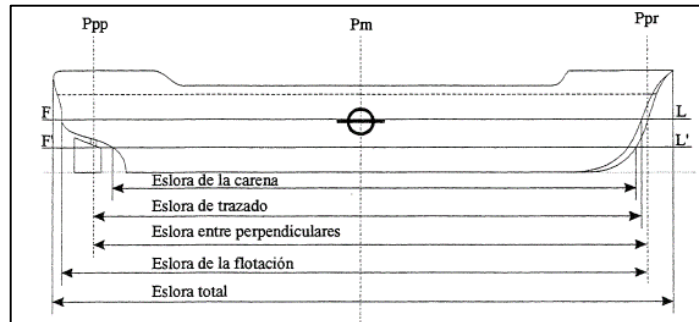 Ppp Pm Ppr
F L
F' L'
Eslora de la carena
Eslora de trazado
Eslora entre perpendiculares
Eslora de la flotación
Eslora total